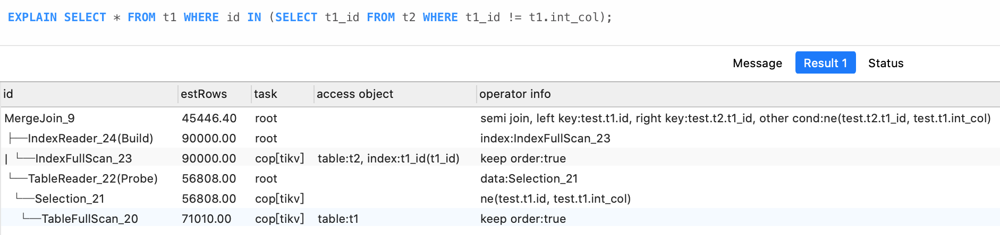 EXPLAIN SELECT * FROM t1 WHERE id IN (SELECT t1_id FROM t2 WHERE t1_id != t1.int_col);
Message Result 1 Status
id estRows task access object operator info
MergeJoin_9 45446.40 root semi join, left key:test.t1.id, right key:test.t2.t1_id, other cond:ne(test.t2.t1_id, test.t1.int_col)
├──IndexReader_24(Build) 90000.00 root index:IndexFullScan_23
| └──IndexFullScan_23 90000.00 cop[tikv] table:t2, index:t1_id(t1_id) keep order:true
└──TableReader_22(Probe) 56808.00 root data:Selection_21
└──Selection_21 56808.00 cop[tikv] ne(test.t1.id, test.t1.int_col)
└──TableFullScan_20 71010.00 cop[tikv] table:t1 keep order:true